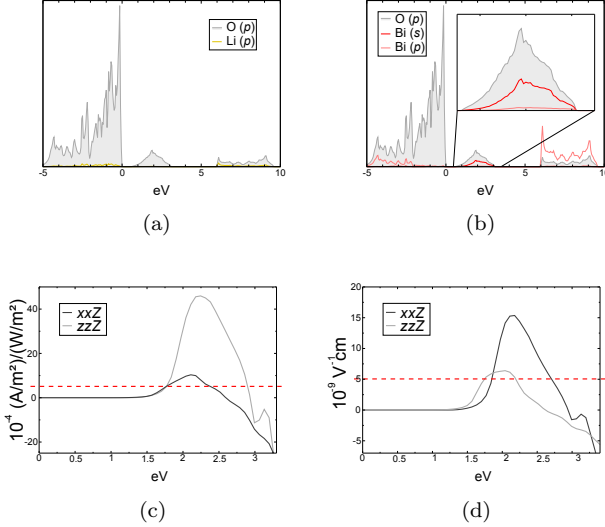 O (p)
Li (p)
-5 0 5 10
eV
(a)
O (p)
Bi (s)
Bi (p)
-5 0 5 10
eV
(b)
10⁻⁴ (A/m²)/(W/m²)
40
20
0
-20
xxZ
zzZ
0 0.5 1 1.5 2 2.5 3
eV
(c)
10⁻⁹ V⁻¹cm
20
15
10
5
0
-5
xxZ
zzZ
0 0.5 1 1.5 2 2.5 3
eV
(d)